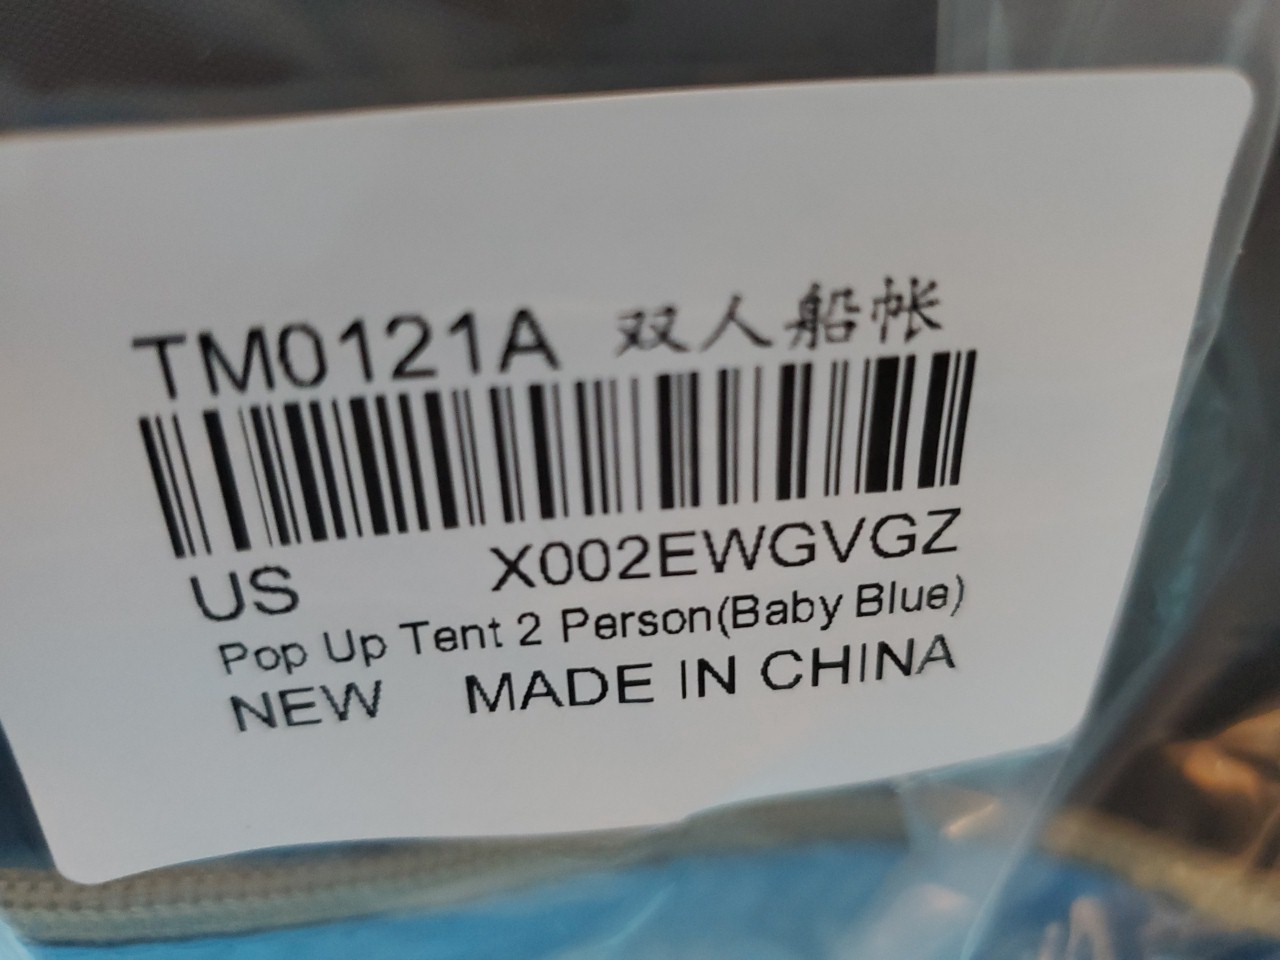 TM0121A 双人船帐
US X002EWGVGZ
Pop Up Tent 2 Person(Baby Blue)
NEW MADE IN CHINA